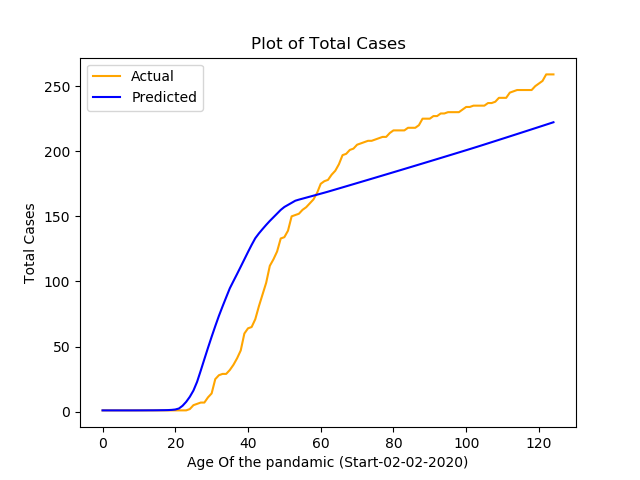 Plot of Total Cases
Actual
Predicted
250
200
150
100
50
0
Total Cases
0 20 40 60 80 100 120
Age Of the pandamic (Start-02-02-2020)